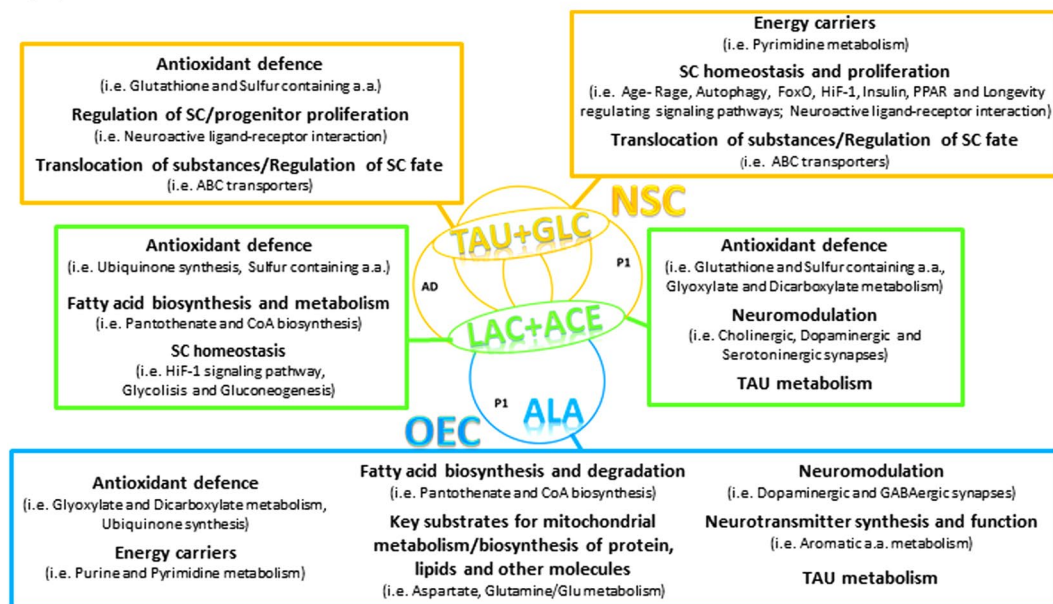 Antioxidant defence
(i.e. Glutathione and Sulfur containing a.a.)
Regulation of SC/progenitor proliferation
(i.e. Neuroactive ligand-receptor interaction)
Translocation of substances/Regulation of SC fate
(i.e. ABC transporters)
Energy carriers
(i.e. Pyrimidine metabolism)
SC homeostasis and proliferation
(i.e. Age- Rage, Autophagy, FoxO, HiF-1, Insulin, PPAR and Longevity
regulating signaling pathways; Neuroactive ligand-receptor interaction)
Translocation of substances/Regulation of SC fate
(i.e. ABC transporters)
NSC
TAU+GLC
AD
P1
LAC+ACE
Antioxidant defence
(i.e. Ubiquinone synthesis, Sulfur containing a.a.)
Fatty acid biosynthesis and metabolism
(i.e. Pantothenate and CoA biosynthesis)
SC homeostasis
(i.e. HiF-1 signaling pathway,
Glycolisis and Gluconeogenesis)
Antioxidant defence
(i.e. Glutathione and Sulfur containing a.a.,
Glyoxylate and Dicarboxylate metabolism)
Neuromodulation
(i.e. Cholinergic, Dopaminergic and
Serotoninergic synapses)
TAU metabolism
P1
ALA
OEC
Antioxidant defence
(i.e. Glyoxylate and Dicarboxylate metabolism,
Ubiquinone synthesis)
Energy carriers
(i.e. Purine and Pyrimidine metabolism)
Fatty acid biosynthesis and degradation
(i.e. Pantothenate and CoA biosynthesis)
Key substrates for mitochondrial
metabolism/biosynthesis of protein,
lipids and other molecules
(i.e. Aspartate, Glutamine/Glu metabolism)
Neuromodulation
(i.e. Dopaminergic and GABAergic synapses)
Neurotransmitter synthesis and function
(i.e. Aromatic a.a. metabolism)
TAU metabolism